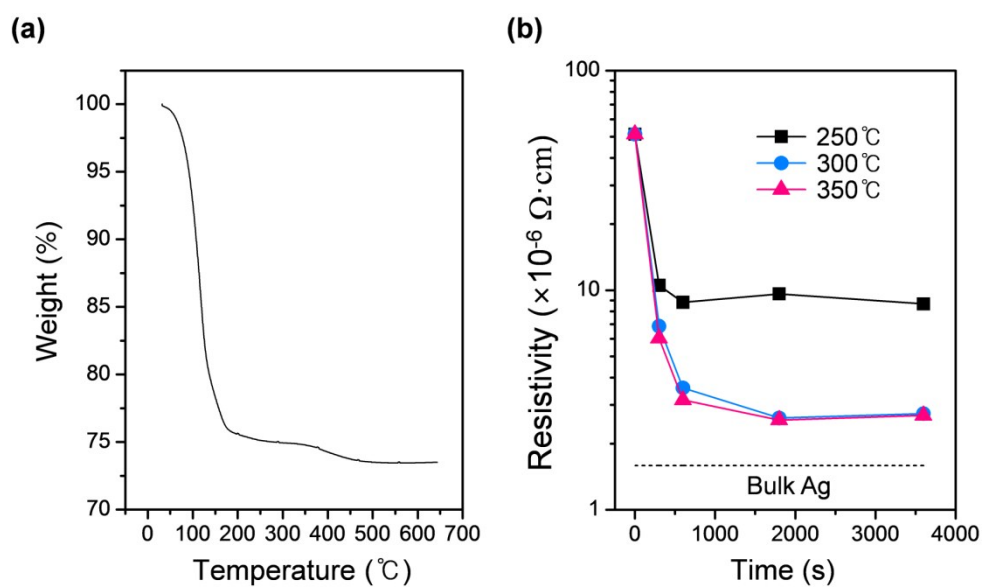 (a)
100
95
90
85
80
75
70
Weight (%)
0 100 200 300 400 500 600 700
Temperature (℃)
(b)
100
10
1
Resistivity (×10⁻⁶ Ω·cm)
250℃
300℃
350℃
Bulk Ag
0 1000 2000 3000 4000
Time (s)